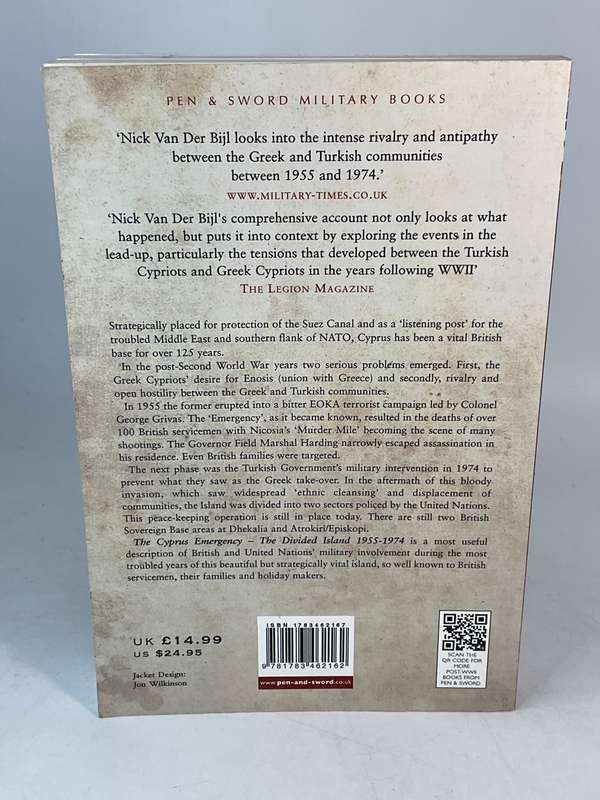 PEN & SWORD MILITARY BOOKS
‘Nick Van Der Bijl looks into the intense rivalry and antipathy
between the Greek and Turkish communities
between 1955 and 1974.’
WWW.MILITARY-TIMES.CO.UK
‘Nick Van Der Bijl's comprehensive account not only looks at what
happened, but puts it into context by exploring the events in the
lead-up, particularly the tensions that developed between the Turkish
Cypriots and Greek Cypriots in the years following WWII’
THE LEGION MAGAZINE
Strategically placed for protection of the Suez Canal and as a ‘listening post’ for the
troubled Middle East and southern flank of NATO, Cyprus has been a vital British
base for over 125 years.
‘In the post-Second World War years two serious problems emerged. First, the
Greek Cypriots’ desire for Enosis (union with Greece) and secondly, rivalry and
open hostility between the Greek and Turkish communities.
In 1955 the former erupted into a bitter EOKA terrorist campaign led by Colonel
George Grivas. The ‘Emergency’, as it became known, resulted in the deaths of over
100 British servicemen with Nicosia’s ‘Murder Mile’ becoming the scene of many
shootings. The Governor Field Marshal Harding narrowly escaped assassination in
his residence. Even British families were targeted.
The next phase was the Turkish Government’s military intervention in 1974 to
prevent what they saw as the Greek take-over. In the aftermath of this bloody
invasion, which saw widespread ‘ethnic cleansing’ and displacement of
communities, the Island was divided into two sectors policed by the United Nations.
This peace-keeping operation is still in place today. There are still two British
Sovereign Base areas at Dhekalia and Atrokiri/Episkopi.
The Cyprus Emergency – The Divided Island 1955-1974 is a most useful
description of British and United Nations’ military involvement during the most
troubled years of this beautiful but strategically vital island, so well known to British
servicemen, their families and holiday makers.
UK £14.99
US $24.95
Jacket Design:
Jon Wilkinson
ISBN 1783462167
9 781783 462162
www.pen-and-sword.co.uk
SCAN THE
QR CODE FOR
MORE
POST-WWII
BOOKS FROM
PEN & SWORD